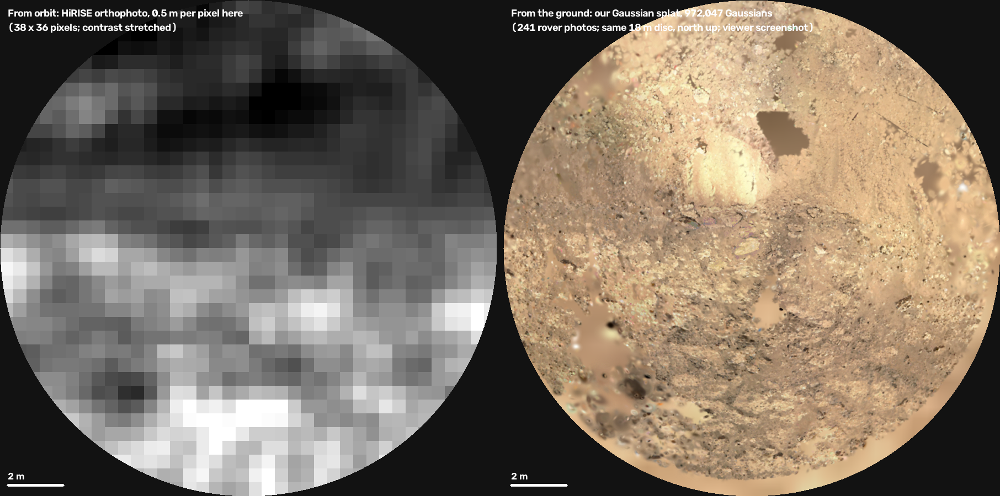 From orbit: HiRISE orthophoto, 0.5 m per pixel here
(38 x 36 pixels; contrast stretched)
From the ground: our Gaussian splat, 972,047 Gaussians
(241 rover photos; same 18 m disc, north up; viewer screenshot)
2 m
2 m